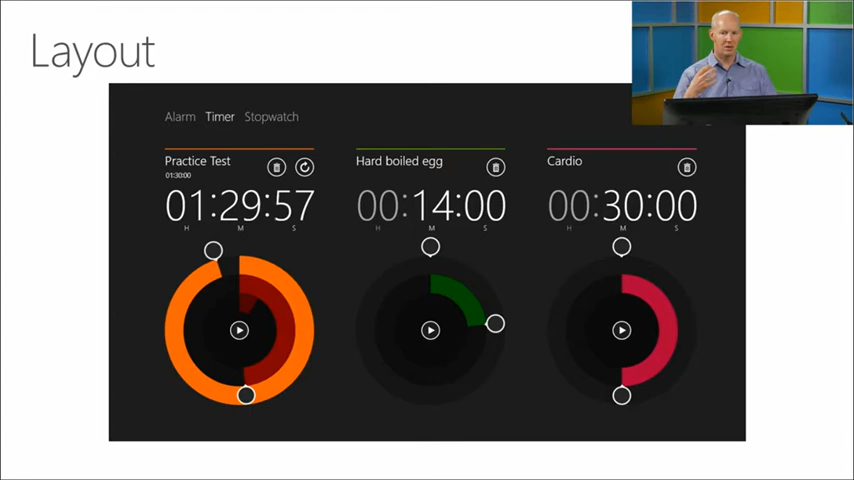 Layout
Alarm Timer Stopwatch
Practice Test
01:30:00
01:29:57
H M S
Hard boiled egg
00:14:00
H M S
Cardio
00:30:00
H M S